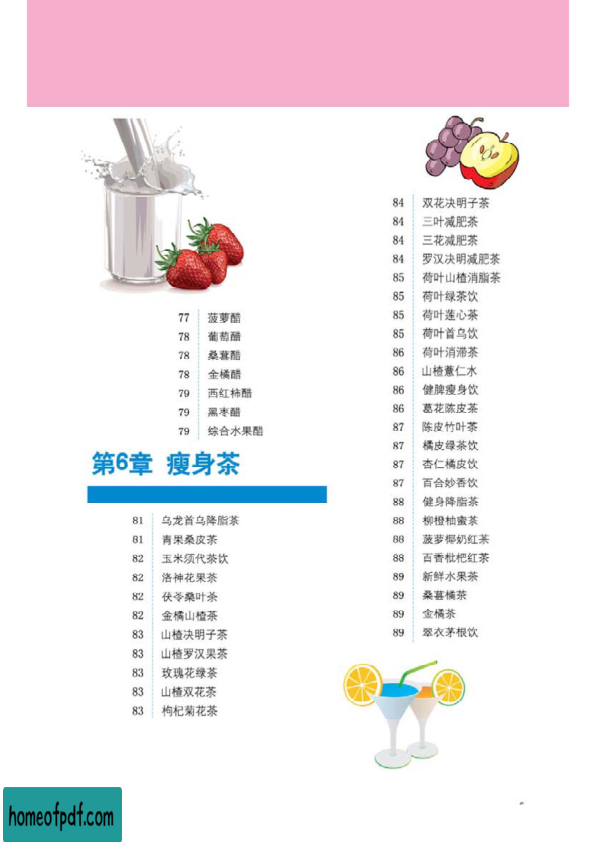 77 菠萝醋
78 葡萄醋
78 桑葚醋
78 金橘醋
79 西红柿醋
79 黑枣醋
79 综合水果醋
第6章 瘦身茶
81 乌龙首乌降脂茶
81 青果桑皮茶
82 玉米须代茶饮
82 洛神花果茶
82 茯苓桑叶茶
82 金橘山楂茶
83 山楂决明子茶
83 山楂罗汉果茶
83 玫瑰花绿茶
83 山楂双花茶
83 枸杞菊花茶
84 双花决明子茶
84 三叶减肥茶
84 三花减肥茶
84 罗汉决明减肥茶
85 荷叶山楂消脂茶
85 荷叶绿茶饮
85 荷叶莲心茶
85 荷叶首乌饮
86 荷叶消滞茶
86 山楂薏仁水
86 健脾瘦身饮
86 葛花陈皮茶
87 陈皮竹叶茶
87 橘皮绿茶饮
87 杏仁橘皮饮
87 百合妙香饮
88 健身降脂茶
88 柳橙柚蜜茶
88 菠萝椰奶红茶
88 百香枇杷红茶
89 新鲜水果茶
89 桑葚橘茶
89 金橘茶
89 翠衣茅根饮
homeofpdf.com